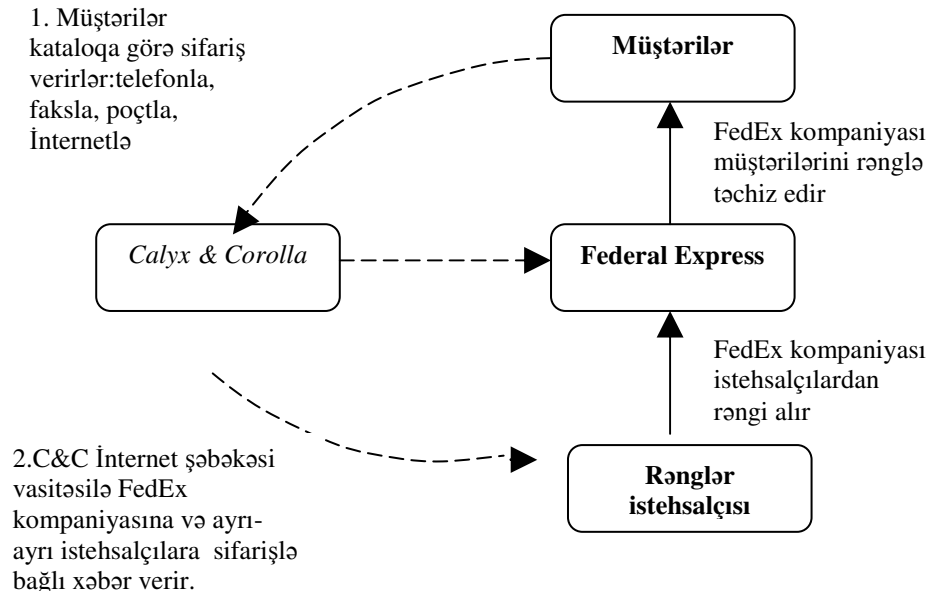 1. Müştərilər
kataloqa görə sifariş
verirlər:telefonla,
faksla, poçtla,
İnternetlə
Müştərilər
FedEx kompaniyası
müştərilərini rənglə
təchiz edir
Calyx & Corolla
Federal Express
FedEx kompaniyası
istehsalçılardan
rəngi alır
2.C&C İnternet şəbəkəsi
vasitəsilə FedEx
kompaniyasına və ayrı-
ayrı istehsalçılara sifarişlə
bağlı xəbər verir.
Rənglər
istehsalçısı